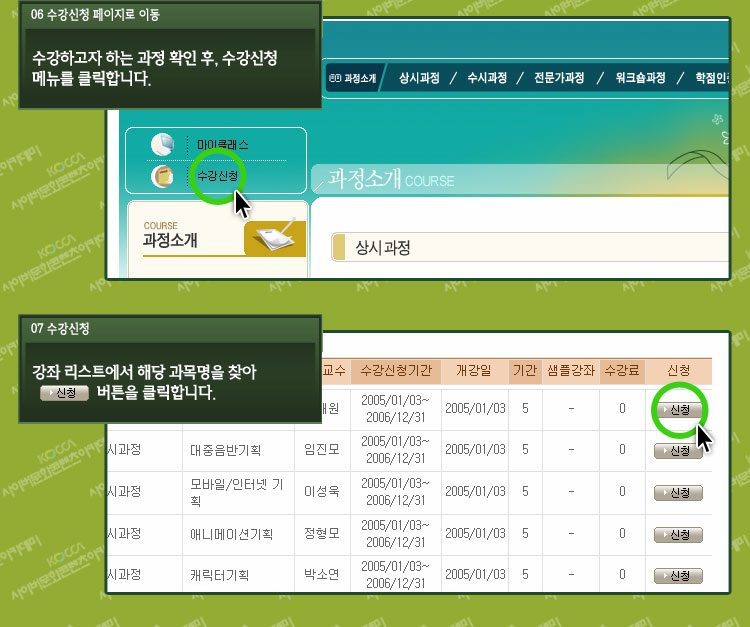 06 수강신청 페이지로 이동
수강하고자 하는 과정 확인 후, 수강신청
메뉴를 클릭합니다.
과정소개 상시과정 / 수시과정 / 전문가과정 / 워크숍과정 / 학점인
마이클래스
수강신청
과정소개 COURSE
COURSE
과정소개
상시과정
07 수강신청
강좌 리스트에서 해당 과목명을 찾아
신청 버튼을 클릭합니다.
교수 수강신청기간 개강일 기간 샘플강좌 수강료 신청
원 2005/01/03~ 2005/01/03 5 - 0 신청
2006/12/31
시과정 대중음반기획 임진모 2005/01/03~ 2005/01/03 5 - 0 신청
2006/12/31
시과정 모바일/인터넷 기 이성욱 2005/01/03~ 2005/01/03 5 - 0 신청
획 2006/12/31
시과정 애니메이션기획 정형모 2005/01/03~ 2005/01/03 5 - 0 신청
2006/12/31
시과정 캐릭터기획 박소연 2005/01/03~ 2005/01/03 5 - 0 신청
2006/12/31
KOCCA
사이버문화콘텐츠아카데미